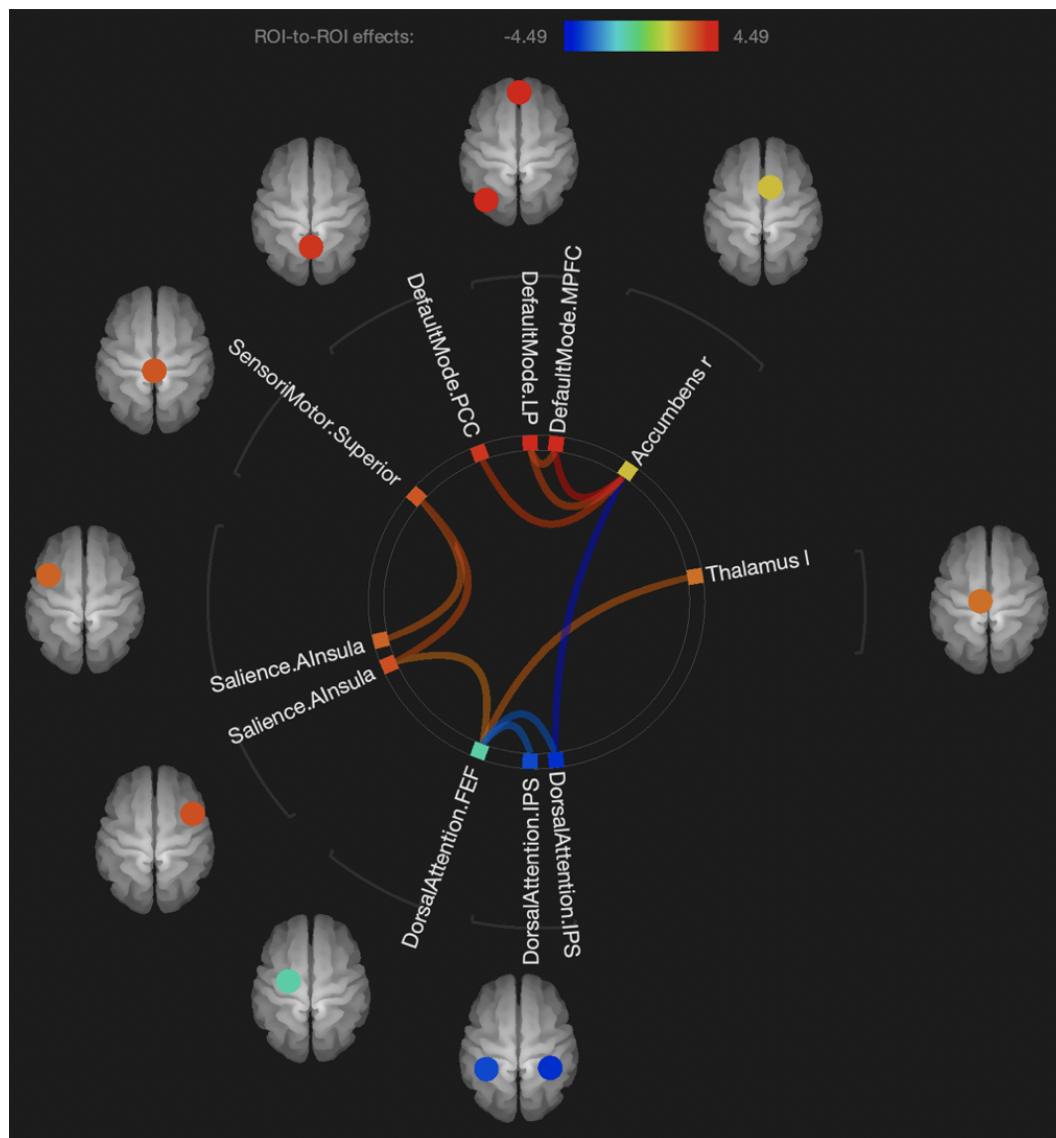 ROI-to-ROI effects: -4.49 4.49
DefaultMode.PCC
DefaultMode.LP
DefaultMode.MPFC
Accumbens r
SensoriMotor.Superior
Thalamus l
Salience.AInsula
Salience.AInsula
DorsalAttention.FEF
DorsalAttention.IPS
DorsalAttention.IPS